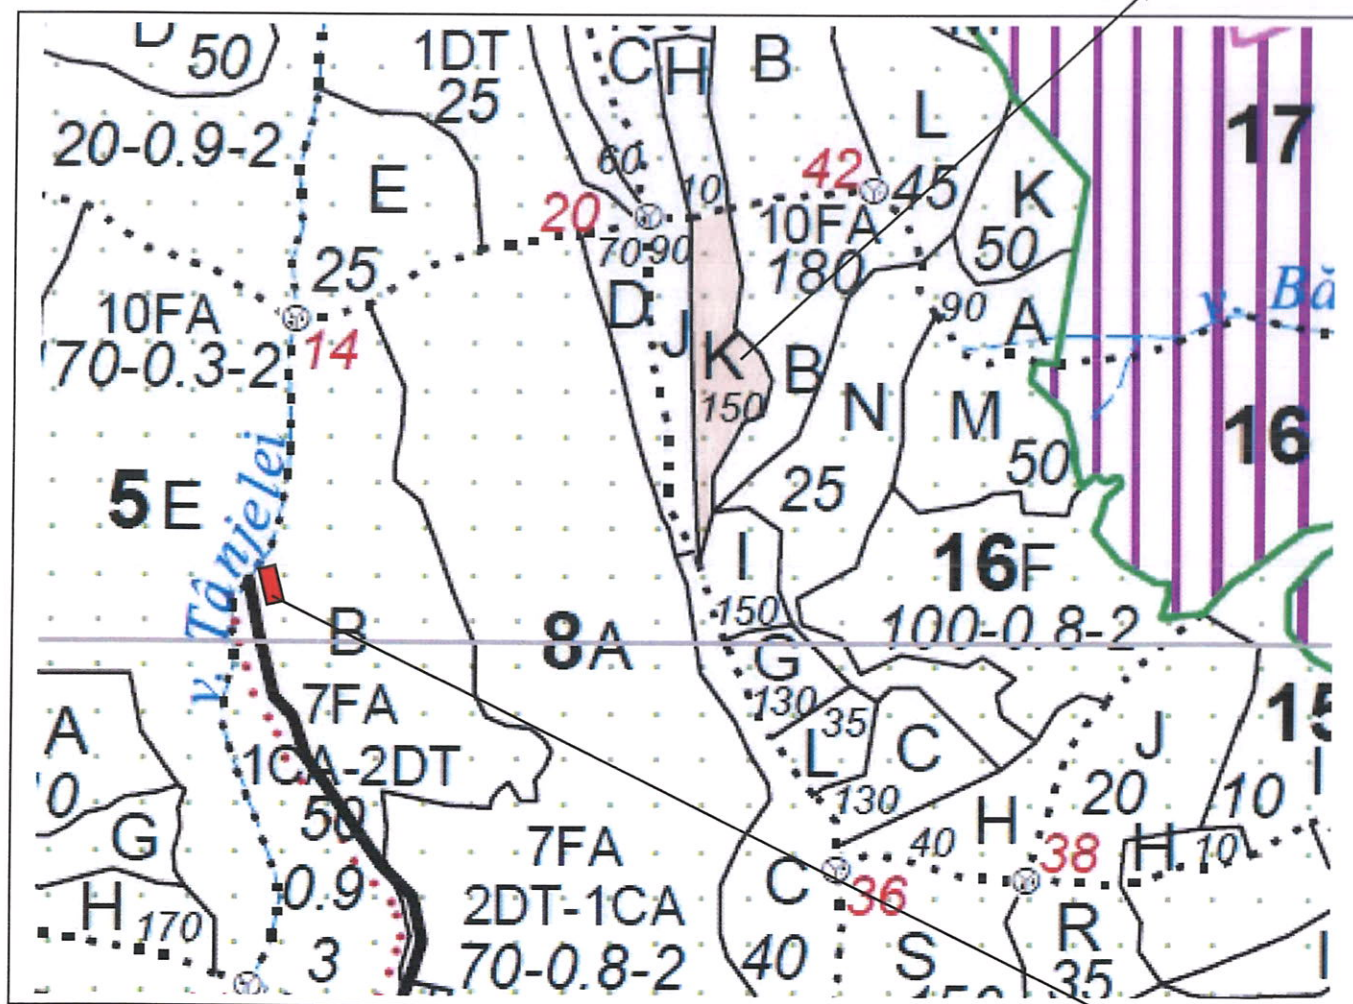 D 50
1DT
25
C H B
L
17
20-0.9-2
E
60
42
45
K
20
10
10FA
50
180
70 90
25
10FA
14
70-0.3-2
D
J
K
150
B
N
90
A
v. Bă
M
50
16
5 E
25
16F
100-0.8-2
I
150
v. Tânjelei
B
8A
G
130
35
L
C
130
J
20
15
I
10
7FA
1CA-2DT
50
A
0
G
H
40
38
H
10
7FA
2DT-1CA
70-0.8-2
0.9
3
H 170
C
36
40
S
R
35
I